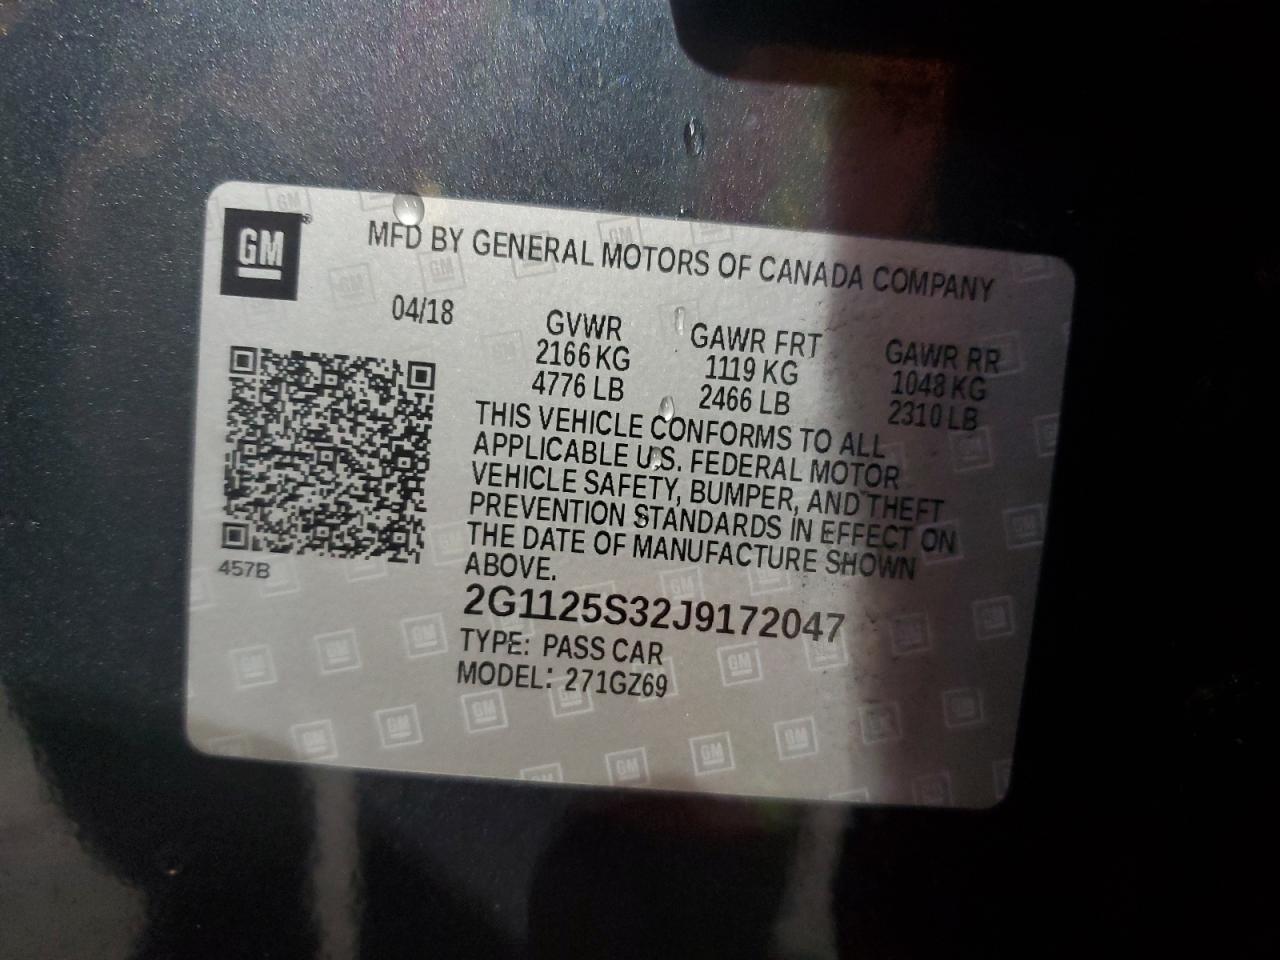 GM
MFD BY GENERAL MOTORS OF CANADA COMPANY
04/18
GVWR
2166 KG
4776 LB
GAWR FRT
1119 KG
2466 LB
GAWR RR
1048 KG
2310 LB
THIS VEHICLE CONFORMS TO ALL
APPLICABLE U.S. FEDERAL MOTOR
VEHICLE SAFETY, BUMPER, AND THEFT
PREVENTION STANDARDS IN EFFECT ON
THE DATE OF MANUFACTURE SHOWN
ABOVE.
457B
2G1125S32J9172047
TYPE: PASS CAR
MODEL: 271GZ69